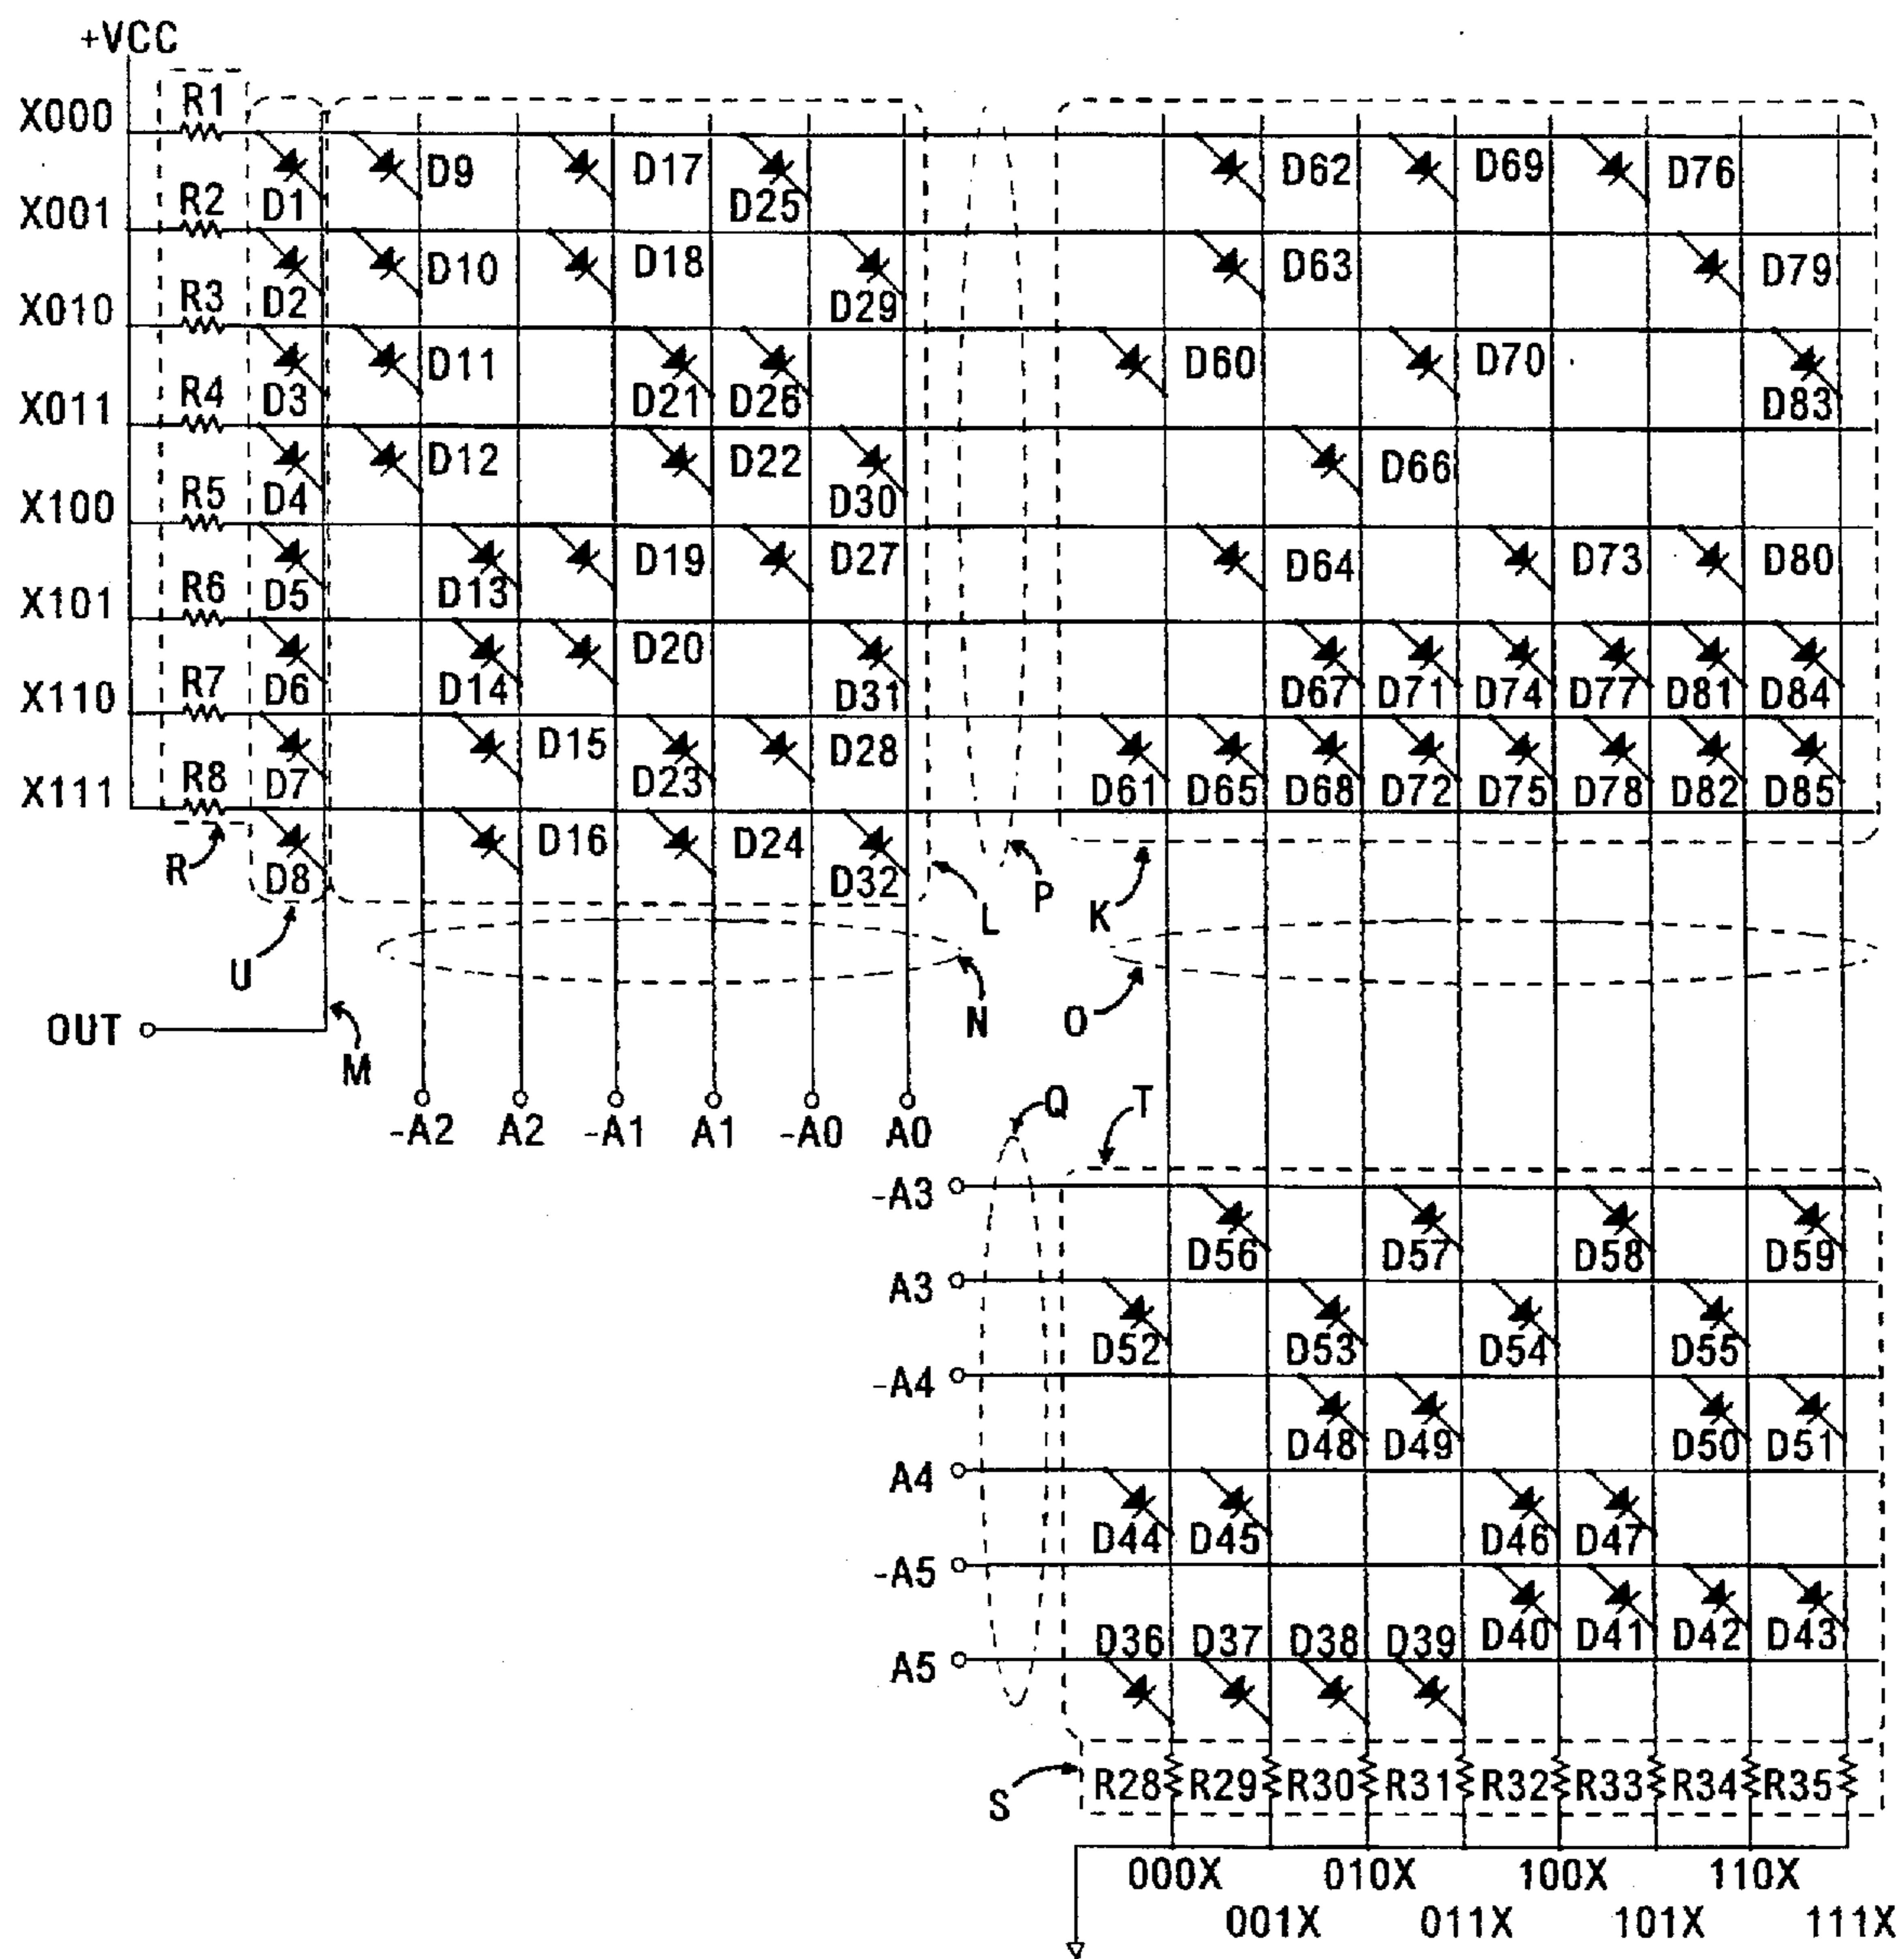 +VCC
R1
X000
D9 D17 D62 D69 D76
R2 D1 D25
X001
D10 D18 D63 D79
R3 D2 D29
X010
D11 D60 D70
R4 D3 D21 D26 D83
X011
D12 D22 D66
R5 D4 D30
X100
D19 D27 D64 D73 D80
R6 D5 D13
X101
D20
R7 D6 D14 D31 D67 D71 D74 D77 D81 D84
X110
D15 D28
R8 D7 D23 D61 D65 D68 D72 D75 D78 D82 D85
X111
D16 D24
R D8 D32 P K
L
U
N O
OUT
M
Q T
-A2 A2 -A1 A1 -A0 A0
-A3
D56 D57 D58 D59
A3
D52 D53 D54 D55
-A4
D48 D49 D50 D51
A4
D44 D45 D46 D47
-A5
D36 D37 D38 D39 D40 D41 D42 D43
A5
S R28 R29 R30 R31 R32 R33 R34 R35
000X 010X 100X 110X
001X 011X 101X 111X